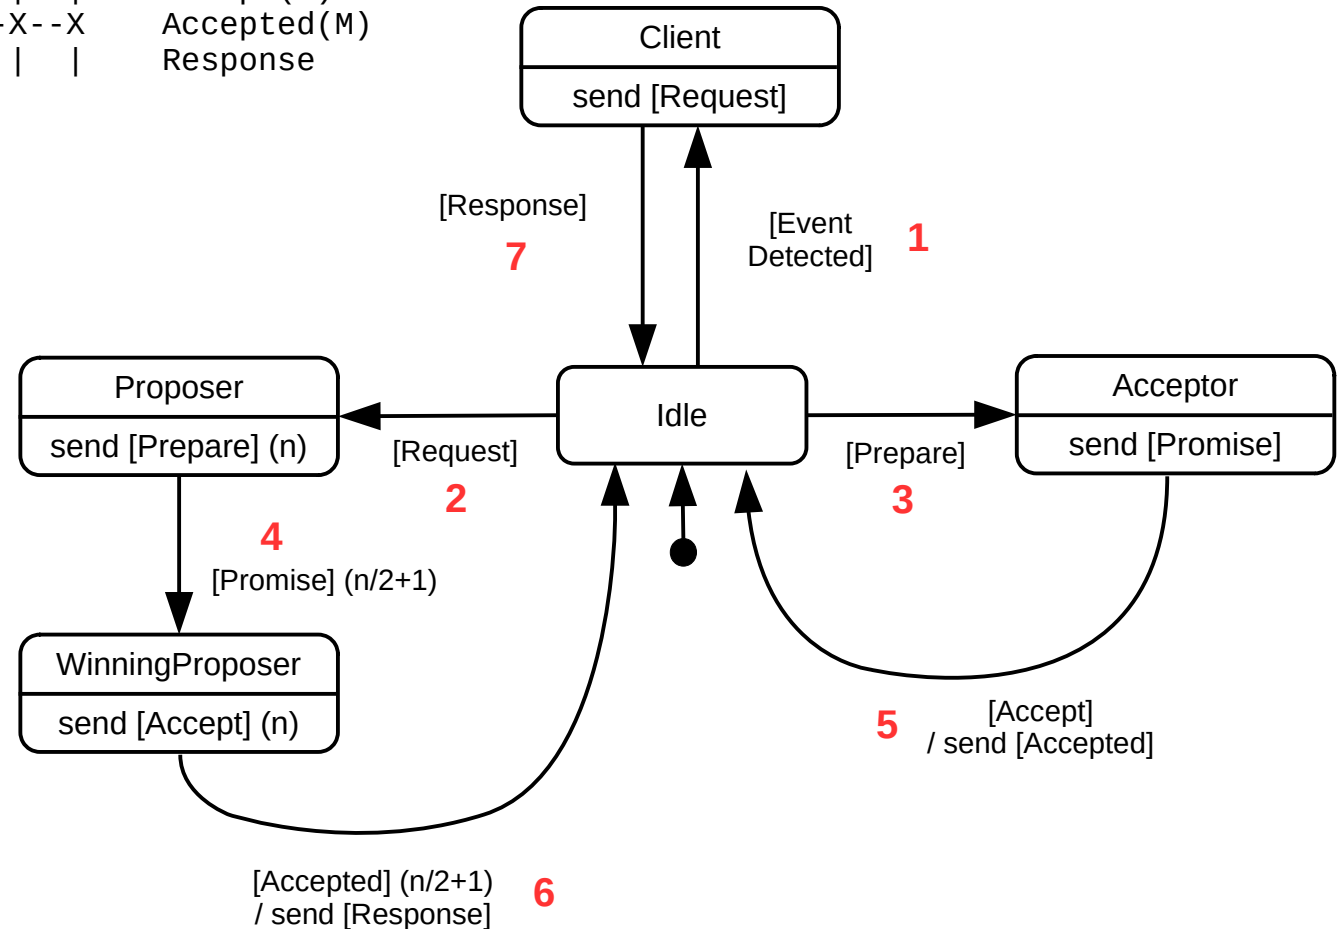 -X--X Accepted(M)
| | Response
Client
send [Request]
[Response]
7
[Event
Detected]
1
Proposer
send [Prepare] (n)
[Request]
2
Idle
[Prepare]
3
Acceptor
send [Promise]
4
[Promise] (n/2+1)
WinningProposer
send [Accept] (n)
5
[Accept]
/ send [Accepted]
[Accepted] (n/2+1)
/ send [Response]
6